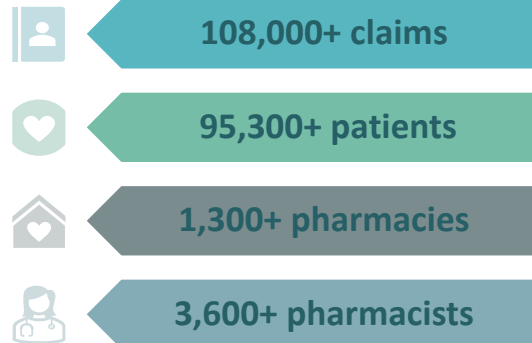 108,000+ claims
95,300+ patients
1,300+ pharmacies
3,600+ pharmacists